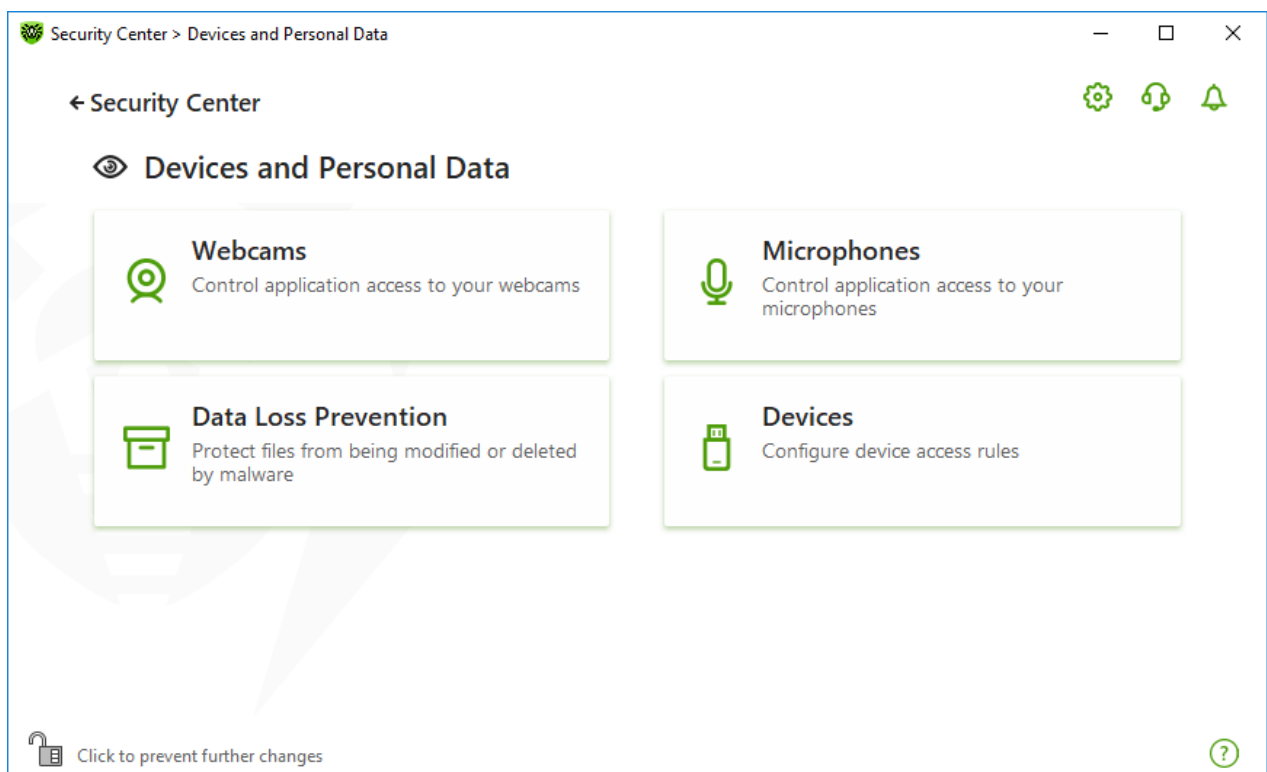 Security Center > Devices and Personal Data
Security Center
Devices and Personal Data
Webcams
Control application access to your webcams
Microphones
Control application access to your
microphones
Data Loss Prevention
Protect files from being modified or deleted
by malware
Devices
Configure device access rules
Click to prevent further changes
?